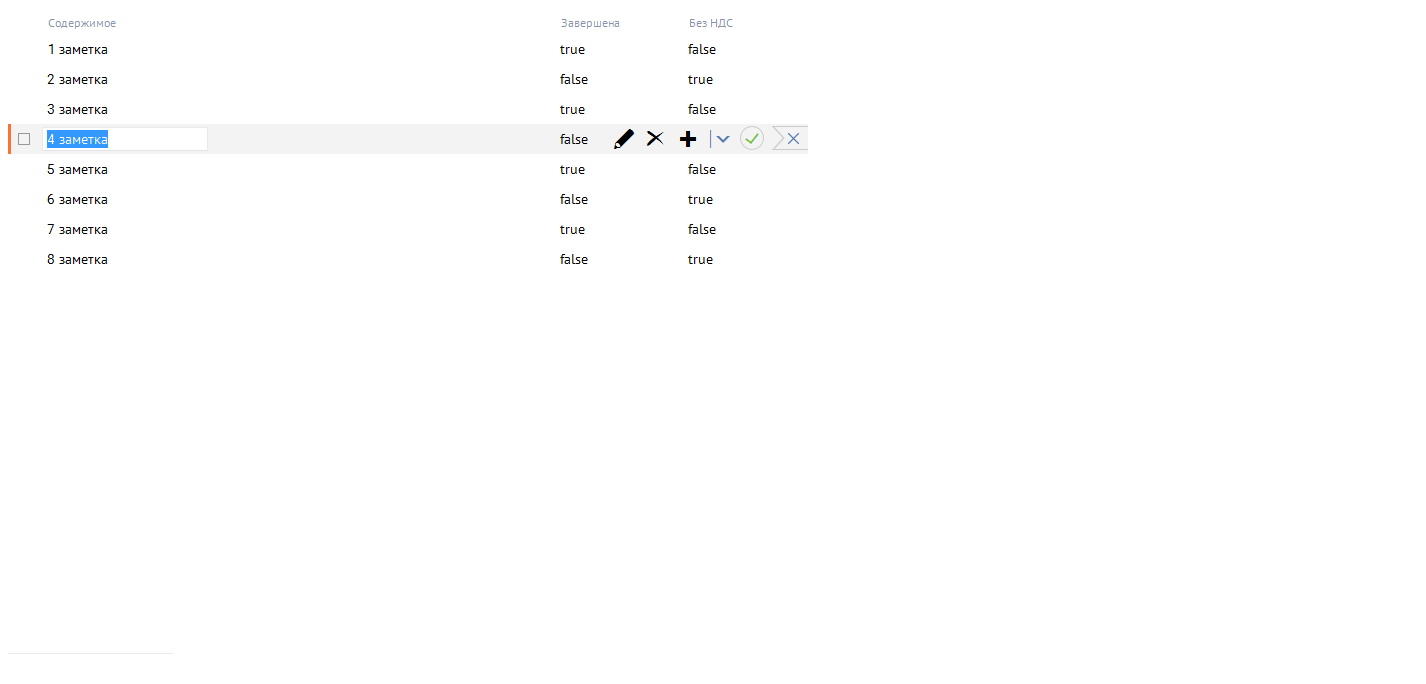 Содержимое Завершена Без НДС
1 заметка true false
2 заметка false true
3 заметка true false
4 заметка false
5 заметка true false
6 заметка false true
7 заметка true false
8 заметка false true